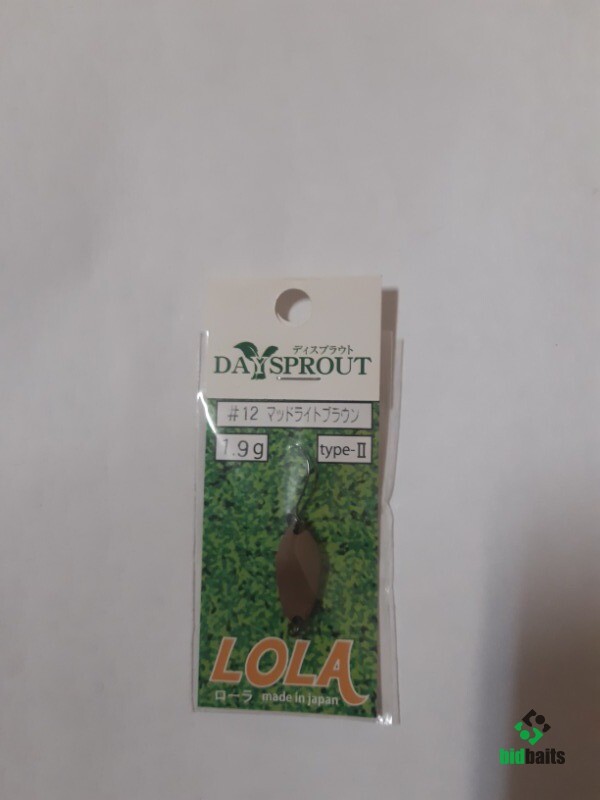 ディスプラウト
DAYSPROUT
#12 マッドライトブラウン
1.9g type-II
LOLA
ローラ made in japan
bidbaits